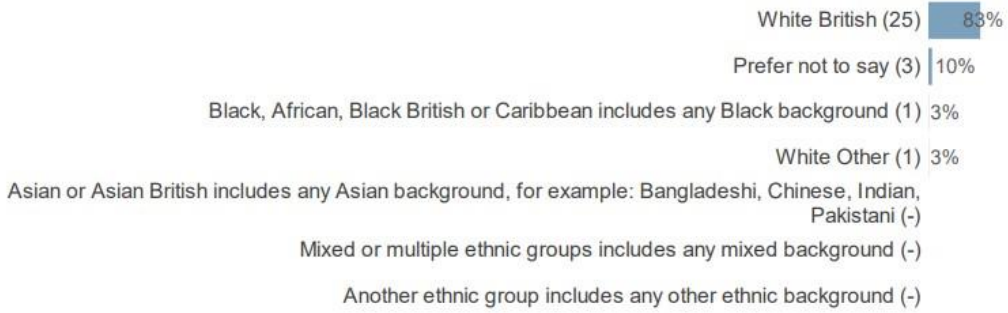 White British (25) 83%
Prefer not to say (3) 10%
Black, African, Black British or Caribbean includes any Black background (1) 3%
White Other (1) 3%
Asian or Asian British includes any Asian background, for example: Bangladeshi, Chinese, Indian,
Pakistani (-)
Mixed or multiple ethnic groups includes any mixed background (-)
Another ethnic group includes any other ethnic background (-)